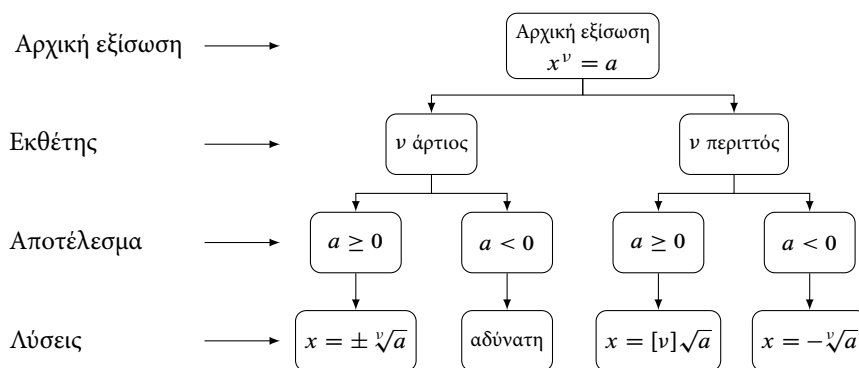 Αρχική εξίσωση
Αρχική εξίσωση
x^ν = a
Εκθέτης
ν άρτιος
ν περιττός
Αποτέλεσμα
a ≥ 0
a < 0
a ≥ 0
a < 0
Λύσεις
x = ± ᵛ√a
αδύνατη
x = [ν]√a
x = −ᵛ√a